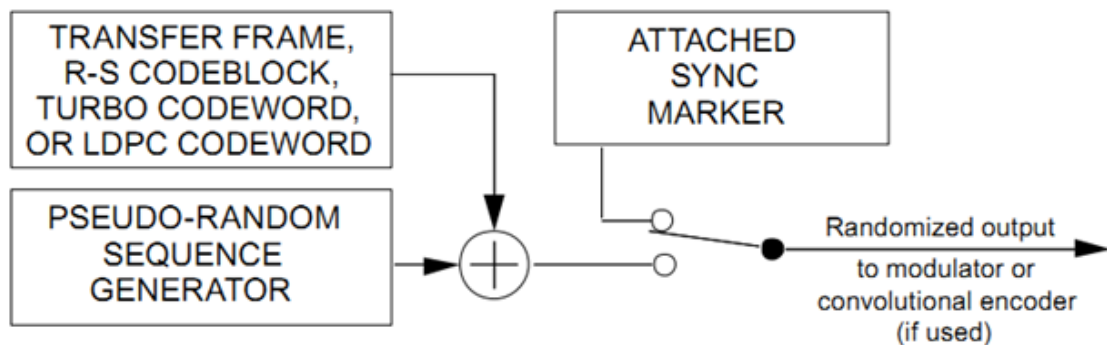 TRANSFER FRAME,
R-S CODEBLOCK,
TURBO CODEWORD,
OR LDPC CODEWORD
ATTACHED
SYNC
MARKER
PSEUDO-RANDOM
SEQUENCE
GENERATOR
Randomized output
to modulator or
convolutional encoder
(if used)